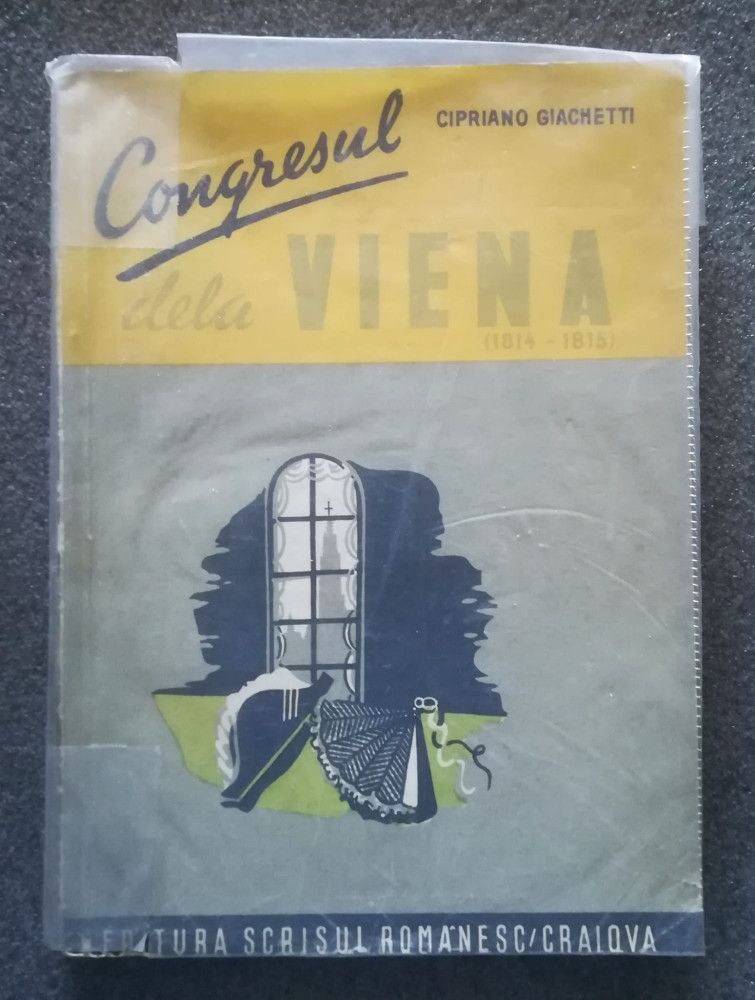 CIPRIANO GIACHETTI
Congresul
dela VIENA
(1814 - 1815)
EDITURA SCRISUL ROMÂNESC/CRAIOVA